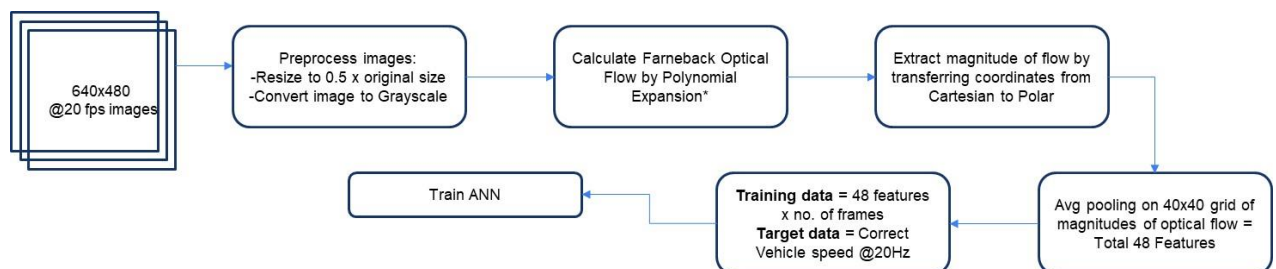 640x480
@20 fps images
Preprocess images:
-Resize to 0.5 x original size
-Convert image to Grayscale
Calculate Farneback Optical
Flow by Polynomial
Expansion*
Extract magnitude of flow by
transferring coordinates from
Cartesian to Polar
Avg pooling on 40x40 grid of
magnitudes of optical flow =
Total 48 Features
Training data = 48 features
x no. of frames
Target data = Correct
Vehicle speed @20Hz
Train ANN